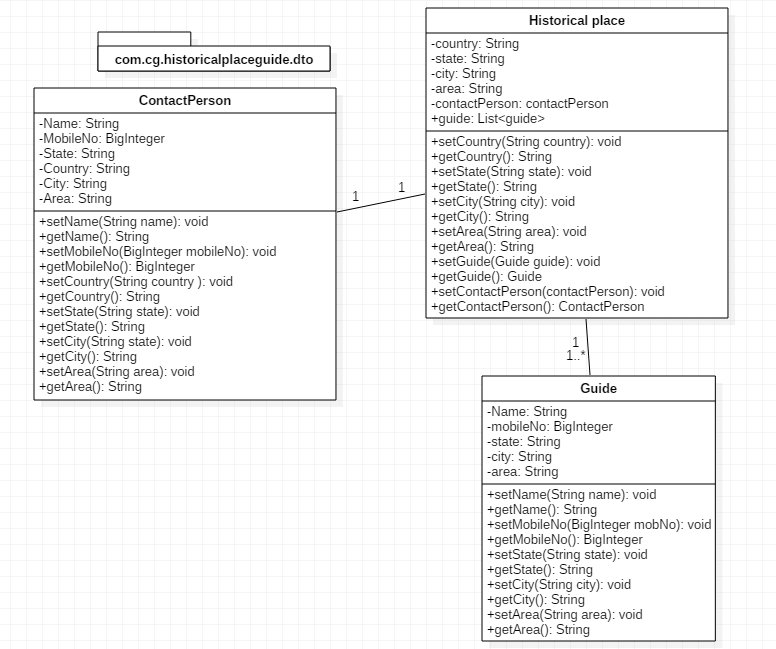 com.cg.historicalplaceguide.dto
ContactPerson
-Name: String
-MobileNo: BigInteger
-State: String
-Country: String
-City: String
-Area: String
+setName(String name): void
+getName(): String
+setMobileNo(BigInteger mobileNo): void
+getMobileNo(): BigInteger
+setCountry(String country ): void
+getCountry(): String
+setState(String state): void
+getState(): String
+setCity(String state): void
+getCity(): String
+setArea(String area): void
+getArea(): String
1
1
Historical place
-country: String
-state: String
-city: String
-area: String
-contactPerson: contactPerson
+guide: List<guide>
+setCountry(String country): void
+getCountry(): String
+setState(String state): void
+getState(): String
+setCity(String city): void
+getCity(): String
+setArea(String area): void
+getArea(): String
+setGuide(Guide guide): void
+getGuide(): Guide
+setContactPerson(contactPerson): void
+getContactPerson(): ContactPerson
1
1..*
Guide
-Name: String
-mobileNo: BigInteger
-state: String
-city: String
-area: String
+setName(String name): void
+getName(): String
+setMobileNo(BigInteger mobNo): void
+getMobileNo(): BigInteger
+setState(String state): void
+getState(): String
+setCity(String city): void
+getCity(): String
+setArea(String area): void
+getArea(): String